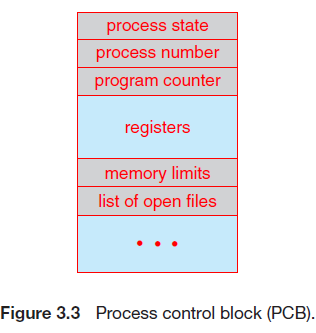 process state
process number
program counter
registers
memory limits
list of open files
• • •
Figure 3.3 Process control block (PCB).